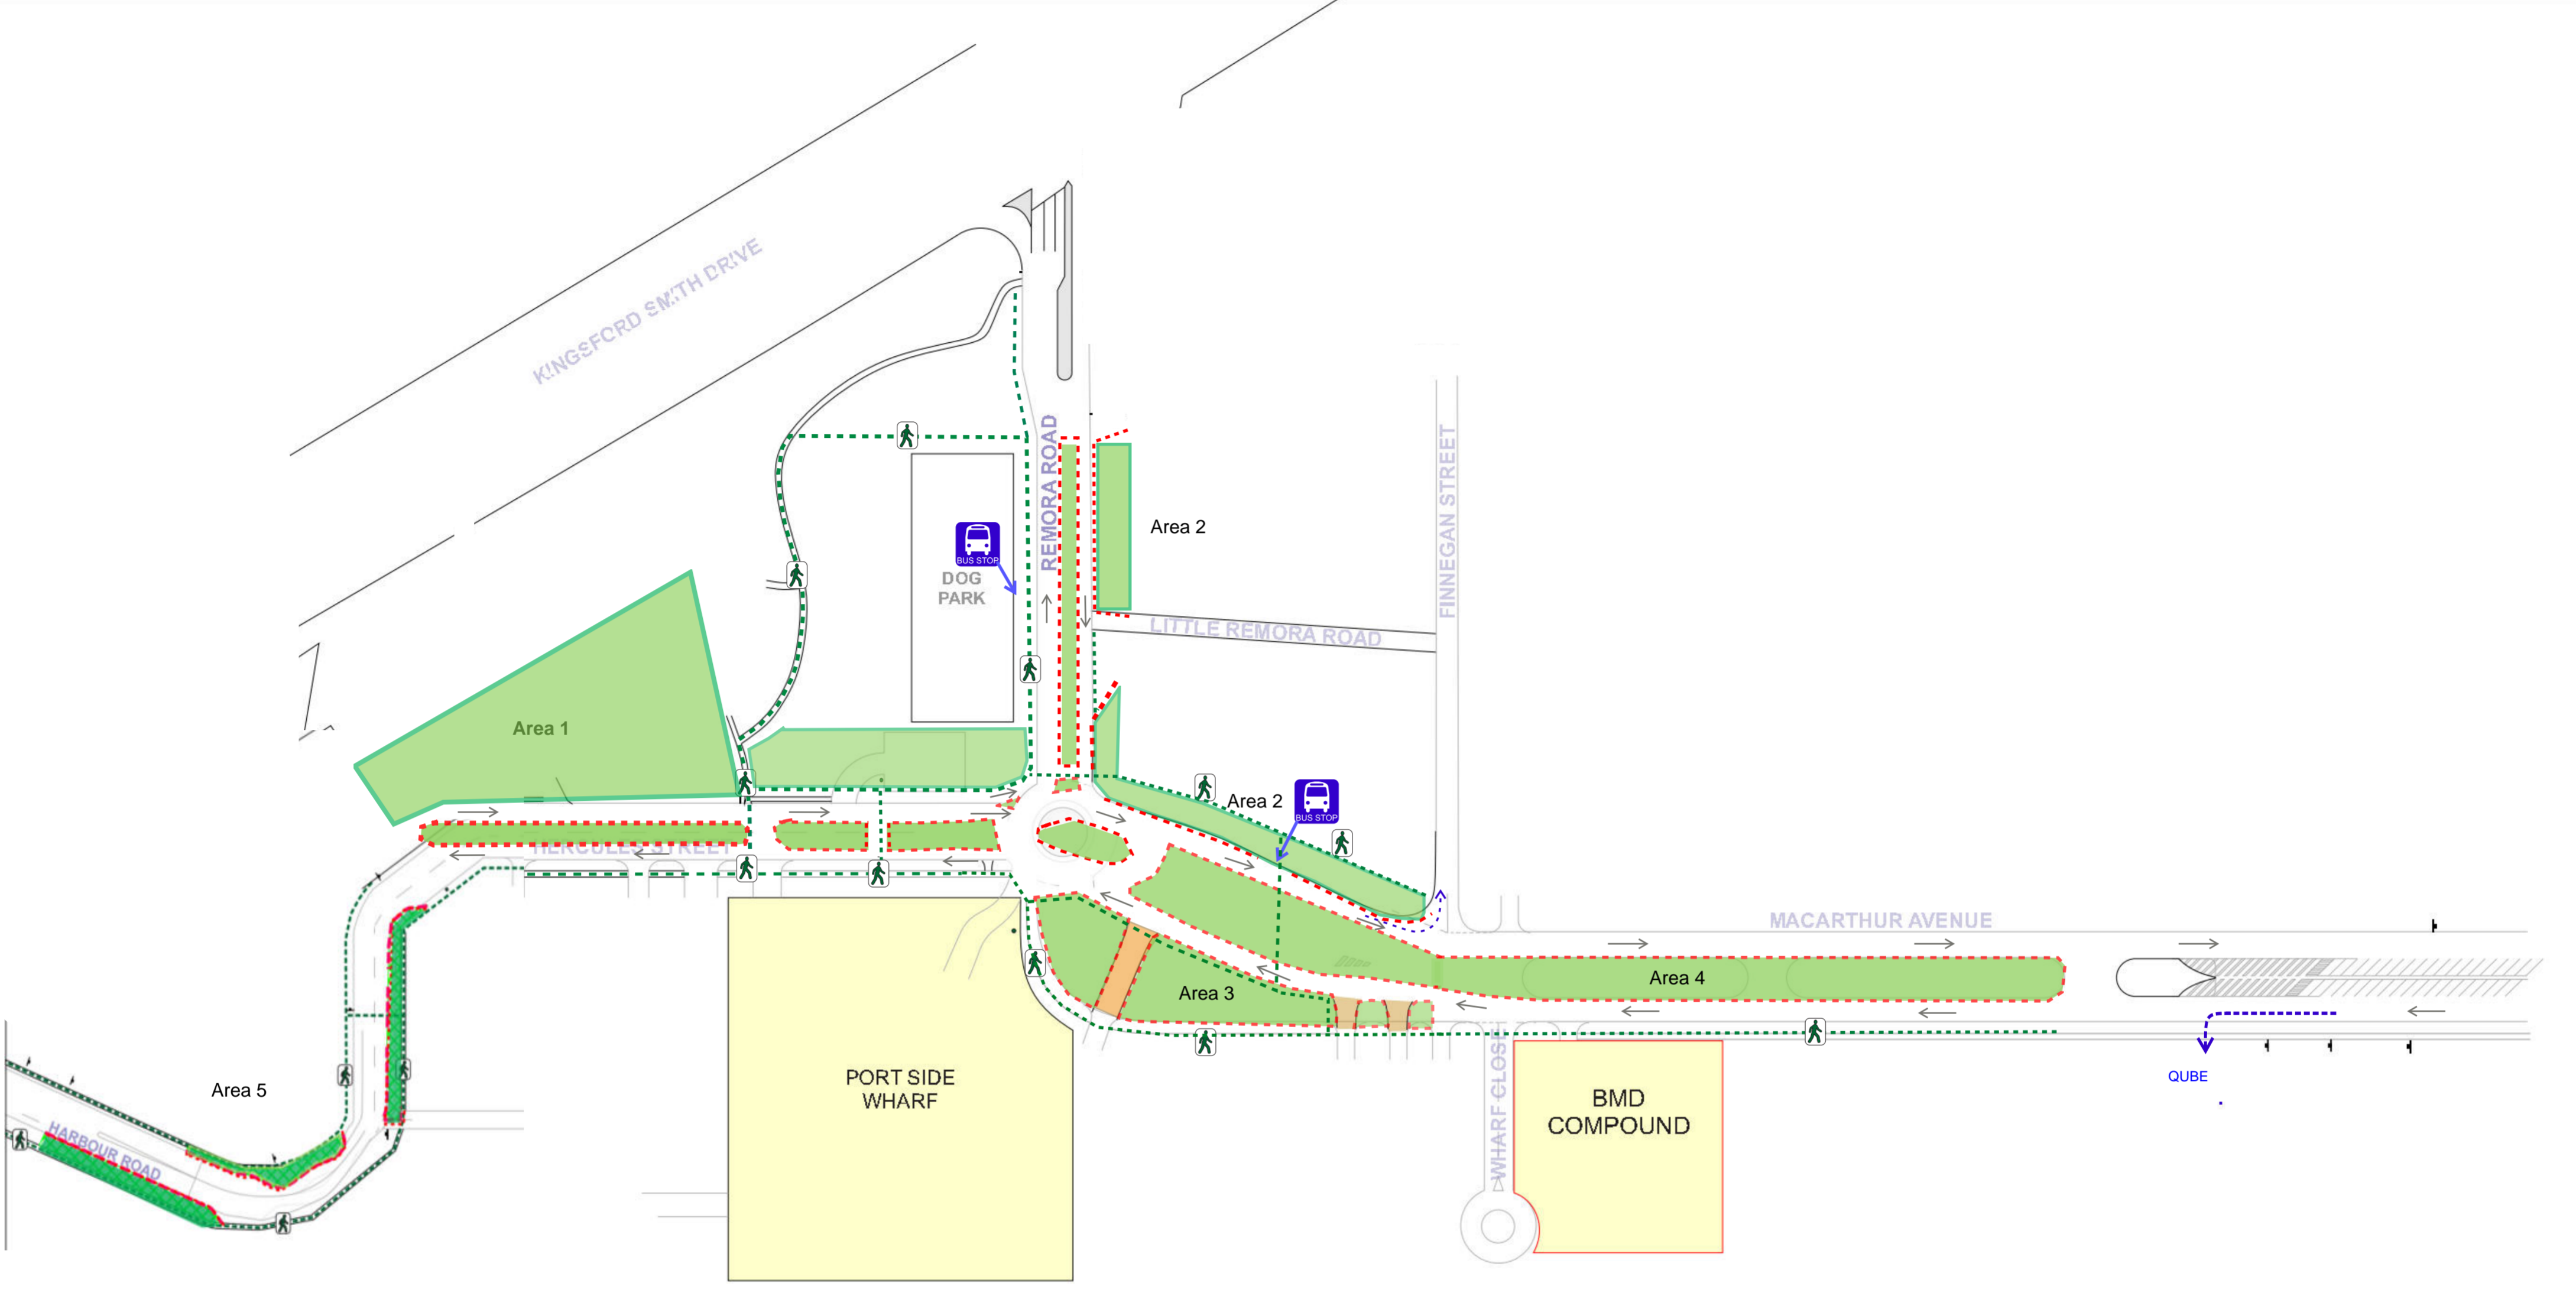 KINGSFORD SMITH DRIVE
REMORA ROAD
FINNEGAN STREET
BUS STOP
Area 2
DOG
PARK
LITTLE REMORA ROAD
Area 1
Area 2
BUS STOP
HERCULES STREET
MACARTHUR AVENUE
Area 4
Area 3
PORT SIDE
WHARF
WHARF CLOSE
BMD
COMPOUND
QUBE
Area 5
HARBOUR ROAD